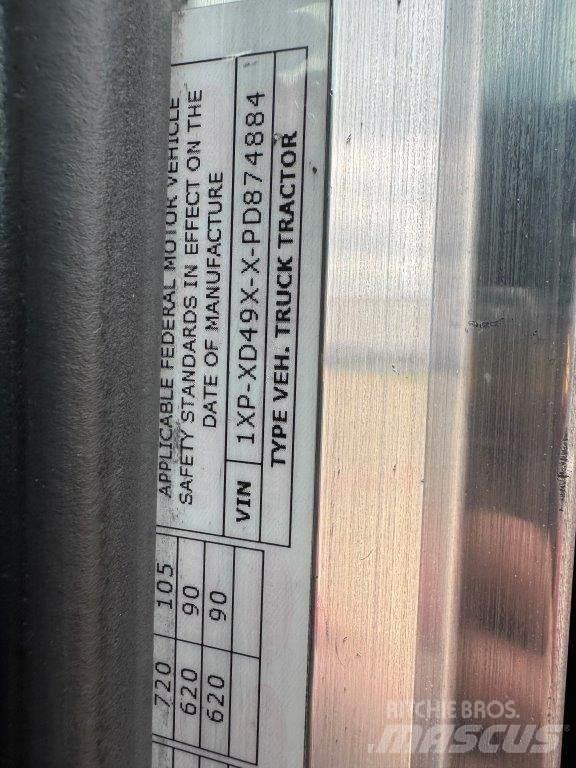 APPLICABLE FEDERAL MOTOR VEHICLE
SAFETY STANDARDS IN EFFECT ON THE
DATE OF MANUFACTURE
VIN 1XP-XD49X-X-PD874884
TYPE VEH. TRUCK TRACTOR
720 105
620 90
620 90
RITCHIE BROS.
MASCUS